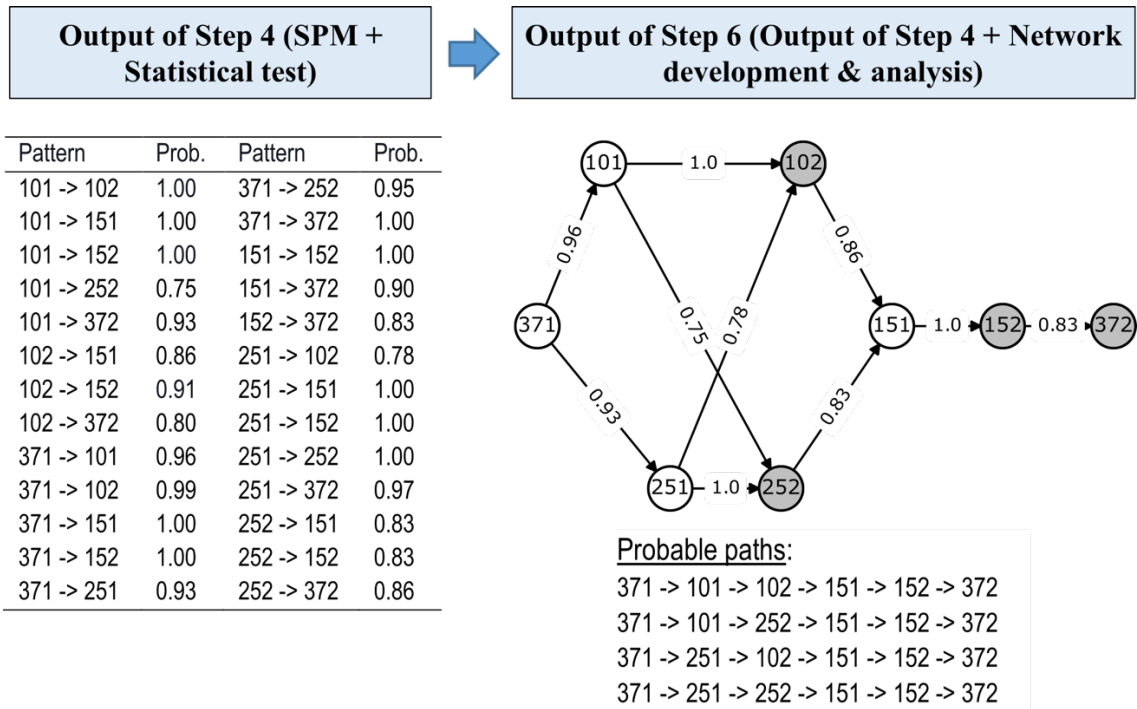 Output of Step 4 (SPM +
Statistical test)
Output of Step 6 (Output of Step 4 + Network
development & analysis)
Pattern Prob. Pattern Prob.
101 -> 102 1.00 371 -> 252 0.95
101 -> 151 1.00 371 -> 372 1.00
101 -> 152 1.00 151 -> 152 1.00
101 -> 252 0.75 151 -> 372 0.90
101 -> 372 0.93 152 -> 372 0.83
102 -> 151 0.86 251 -> 102 0.78
102 -> 152 0.91 251 -> 151 1.00
102 -> 372 0.80 251 -> 152 1.00
371 -> 101 0.96 251 -> 252 1.00
371 -> 102 0.99 251 -> 372 0.97
371 -> 151 1.00 252 -> 151 0.83
371 -> 152 1.00 252 -> 152 0.83
371 -> 251 0.93 252 -> 372 0.86
101 1.0 102
0.96
0.86
0.75
0.78
371
151 1.0 152 0.83 372
0.93
0.83
251 1.0 252
Probable paths:
371 -> 101 -> 102 -> 151 -> 152 -> 372
371 -> 101 -> 252 -> 151 -> 152 -> 372
371 -> 251 -> 102 -> 151 -> 152 -> 372
371 -> 251 -> 252 -> 151 -> 152 -> 372